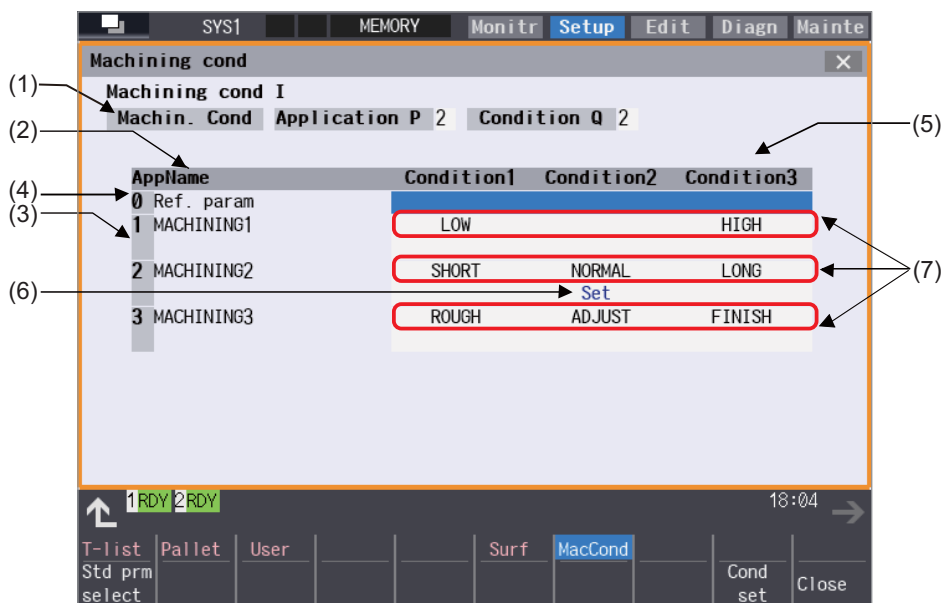 SYS1 MEMORY Monitr Setup Edit Diagn Mainte
Machining cond
(1)
Machining cond I
Machin. Cond Application P 2 Condition Q 2
(2)
(5)
AppName Condition1 Condition2 Condition3
(4)
0 Ref. param
(3)
1 MACHINING1 LOW HIGH
2 MACHINING2 SHORT NORMAL LONG
(7)
(6)
Set
3 MACHINING3 ROUGH ADJUST FINISH
1 RDY 2 RDY 18:04
T-list Pallet User Surf MacCond
Std prm Cond
select set Close